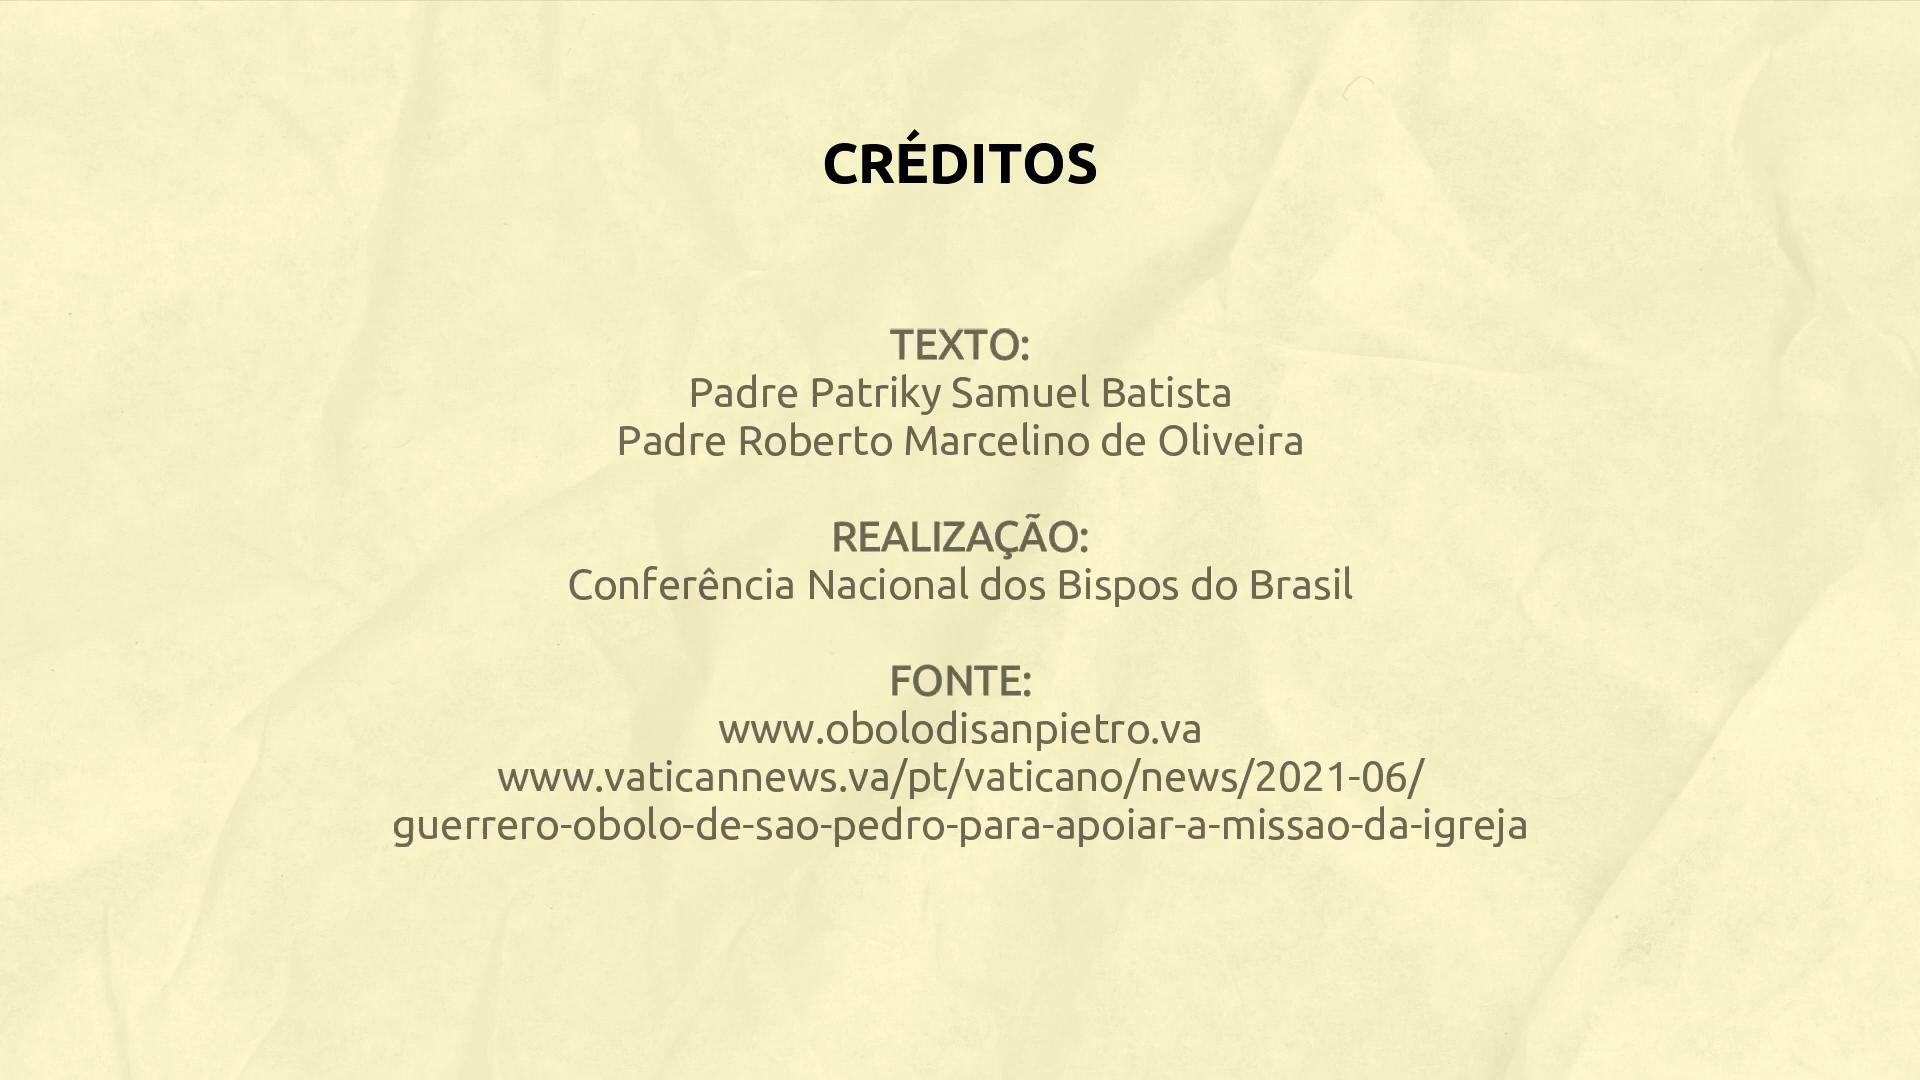 CRÉDITOS
TEXTO:
Padre Patriky Samuel Batista
Padre Roberto Marcelino de Oliveira
REALIZAÇÃO:
Conferência Nacional dos Bispos do Brasil
FONTE:
www.obolodisanpietro.va
www.vaticannews.va/pt/vaticano/news/2021-06/
guerrero-obolo-de-sao-pedro-para-apoiar-a-missao-da-igreja